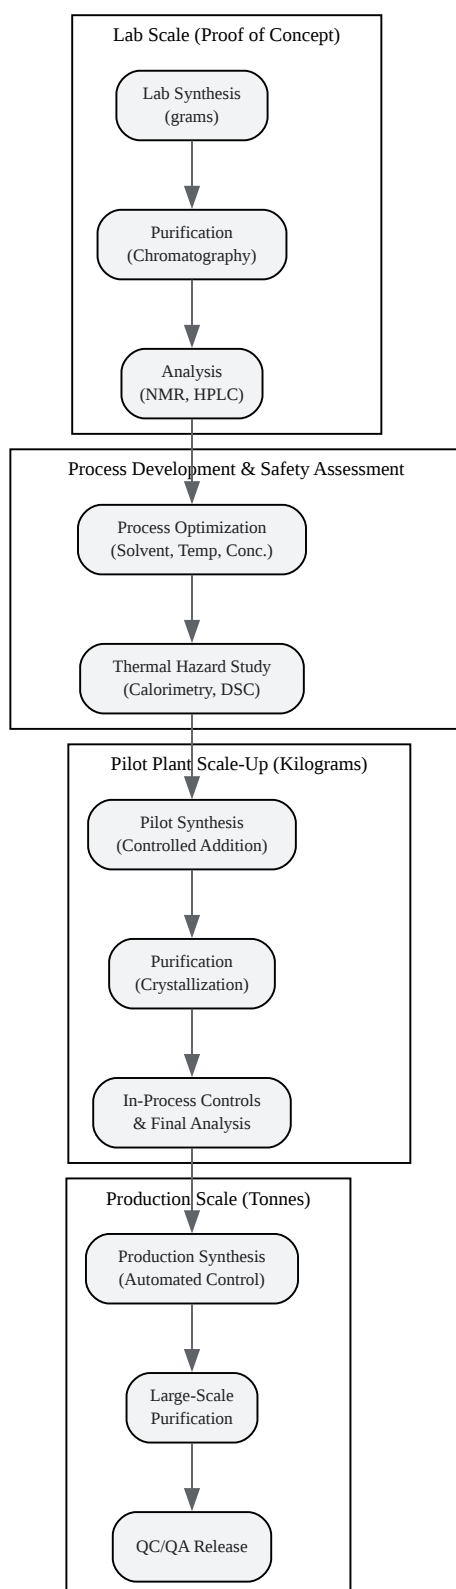 Lab Scale (Proof of Concept)
Lab Synthesis
(grams)
Purification
(Chromatography)
Analysis
(NMR, HPLC)
Process Development & Safety Assessment
Process Optimization
(Solvent, Temp, Conc.)
Thermal Hazard Study
(Calorimetry, DSC)
Pilot Plant Scale-Up (Kilograms)
Pilot Synthesis
(Controlled Addition)
Purification
(Crystallization)
In-Process Controls
& Final Analysis
Production Scale (Tonnes)
Production Synthesis
(Automated Control)
Large-Scale
Purification
QC/QA Release